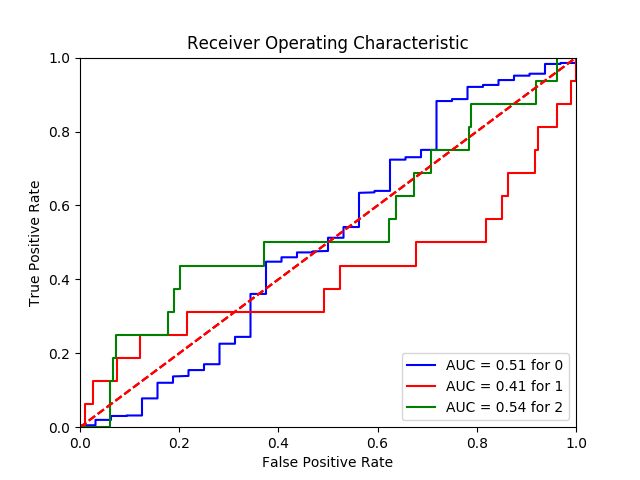 Receiver Operating Characteristic
True Positive Rate
1.0
0.8
0.6
0.4
0.2
0.0
AUC = 0.51 for 0
AUC = 0.41 for 1
AUC = 0.54 for 2
0.0 0.2 0.4 0.6 0.8 1.0
False Positive Rate